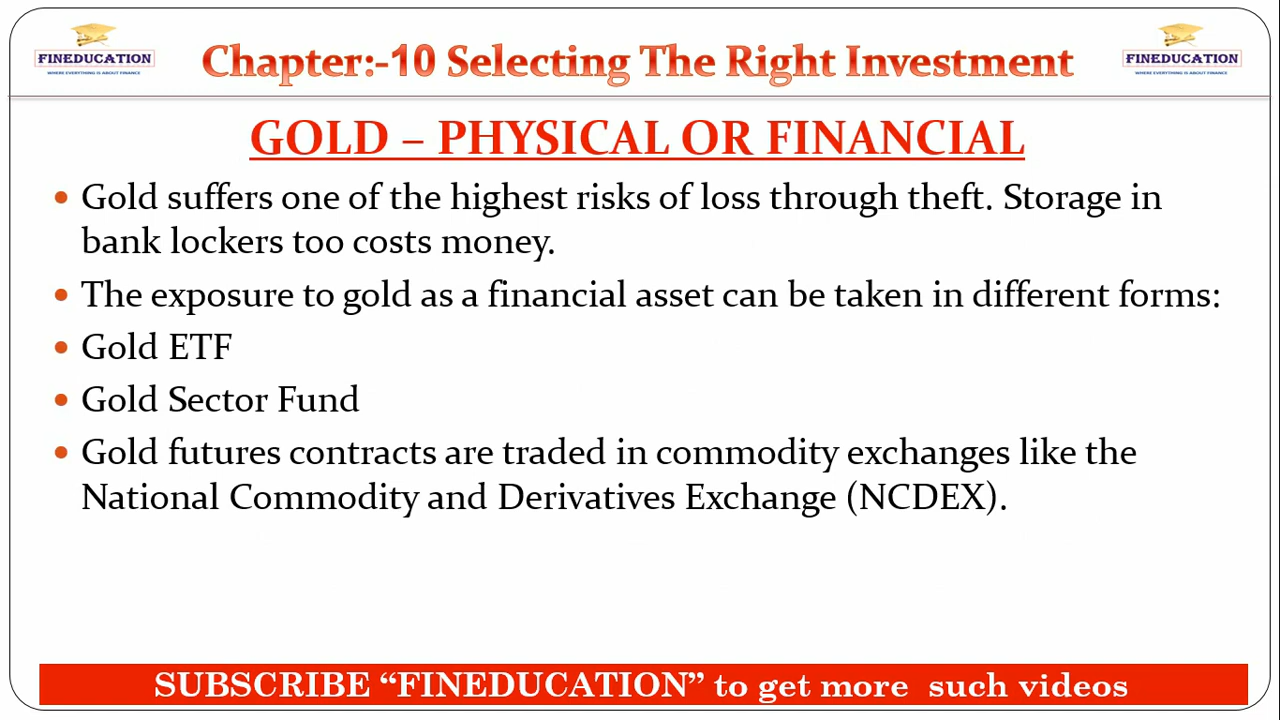 FINEDUCATION
WHERE EVERYTHING IS ABOUT FINANCE
Chapter:-10 Selecting The Right Investment
FINEDUCATION
WHERE EVERYTHING IS ABOUT FINANCE
GOLD – PHYSICAL OR FINANCIAL
• Gold suffers one of the highest risks of loss through theft. Storage in
bank lockers too costs money.
• The exposure to gold as a financial asset can be taken in different forms:
• Gold ETF
• Gold Sector Fund
• Gold futures contracts are traded in commodity exchanges like the
National Commodity and Derivatives Exchange (NCDEX).
SUBSCRIBE “FINEDUCATION” to get more such videos